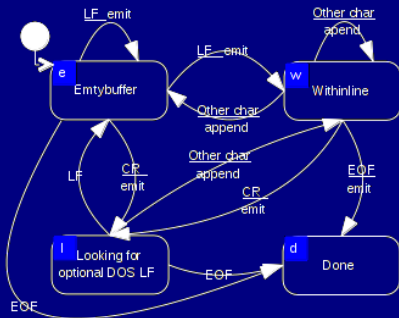 LF emit
Other char
apend
LF emit
e
Emtybuffer
w
Withinline
Other char
append
LF
CR
emit
Other char
append
CR
emit
EOF
emit
l
Looking for
optional DOS LF
d
Done
EOF
EOF